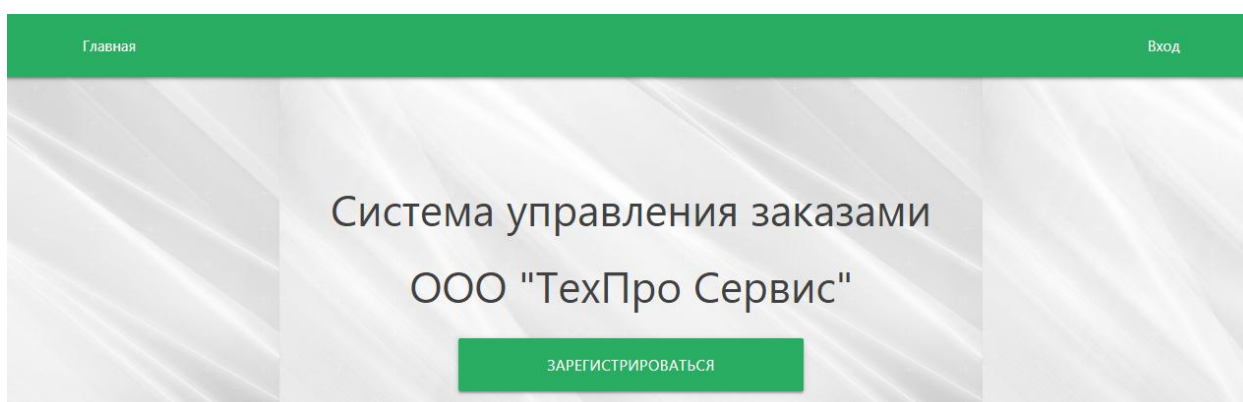 Главная
Вход
Система управления заказами
ООО "ТехПро Сервис"
ЗАРЕГИСТРИРОВАТЬСЯ